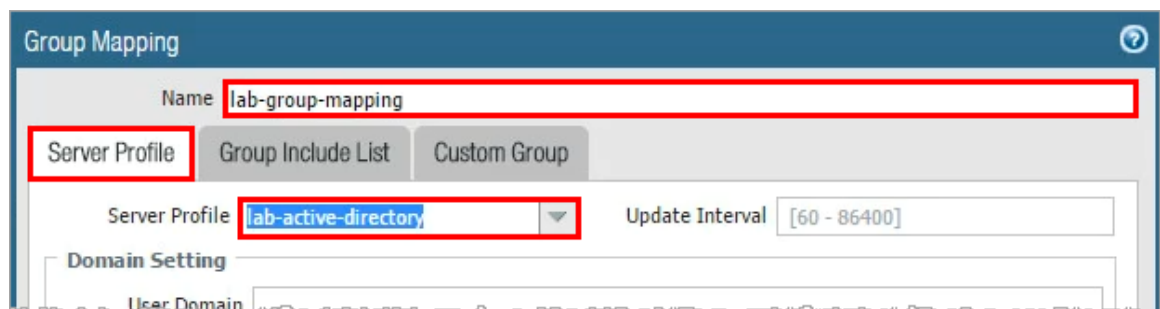 Group Mapping ?
Name lab-group-mapping
Server Profile Group Include List Custom Group
Server Profile lab-active-directory Update Interval [60 - 86400]
Domain Setting
User Domain